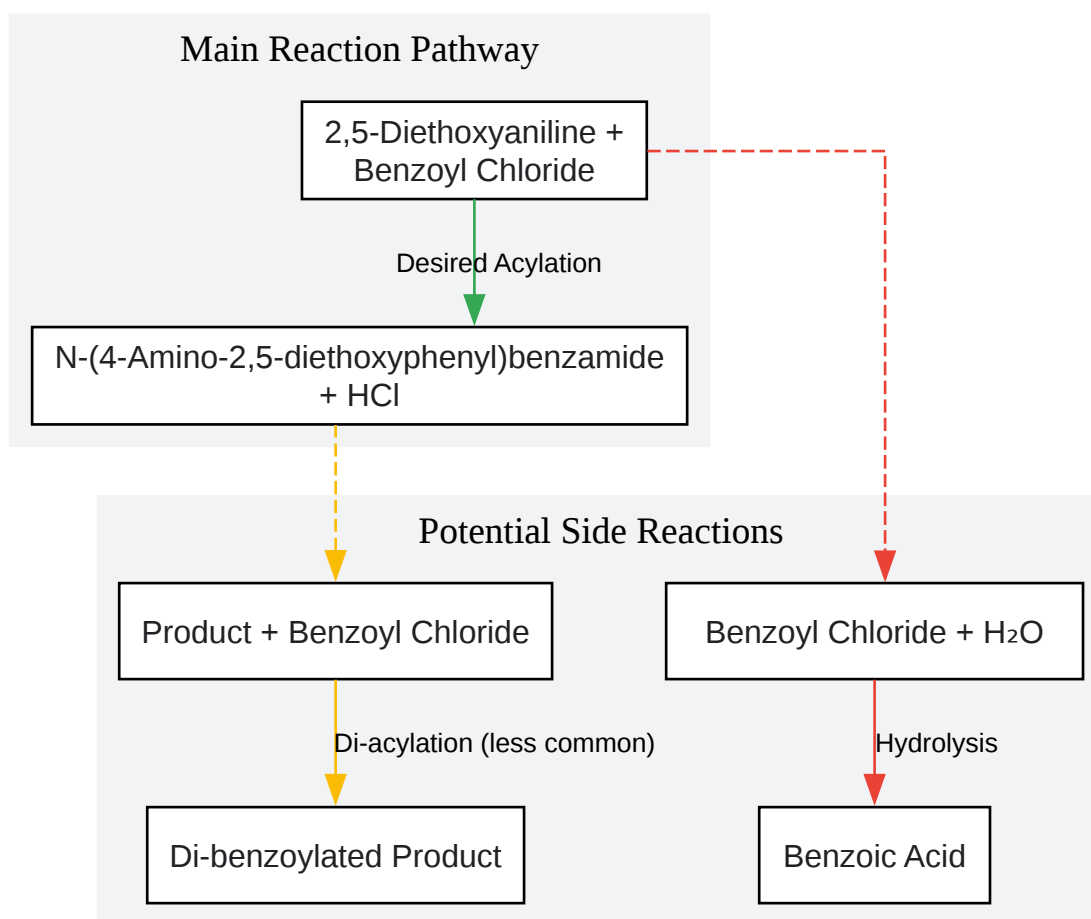 Main Reaction Pathway
2,5-Diethoxyaniline +
Benzoyl Chloride
Desired Acylation
N-(4-Amino-2,5-diethoxyphenyl)benzamide
+ HCl
Potential Side Reactions
Product + Benzoyl Chloride
Benzoyl Chloride + H₂O
Di-acylation (less common)
Hydrolysis
Di-benzoylated Product
Benzoic Acid